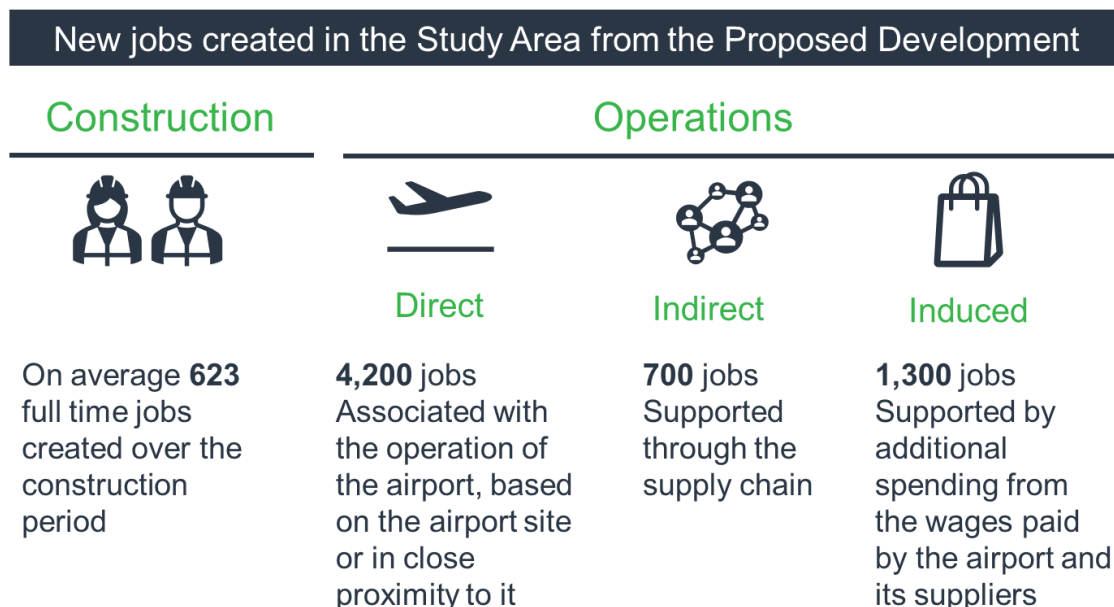 New jobs created in the Study Area from the Proposed Development
Construction
Operations
On average 623
full time jobs
created over the
construction
period
Direct
4,200 jobs
Associated with
the operation of
the airport, based
on the airport site
or in close
proximity to it
Indirect
700 jobs
Supported
through the
supply chain
Induced
1,300 jobs
Supported by
additional
spending from
the wages paid
by the airport and
its suppliers